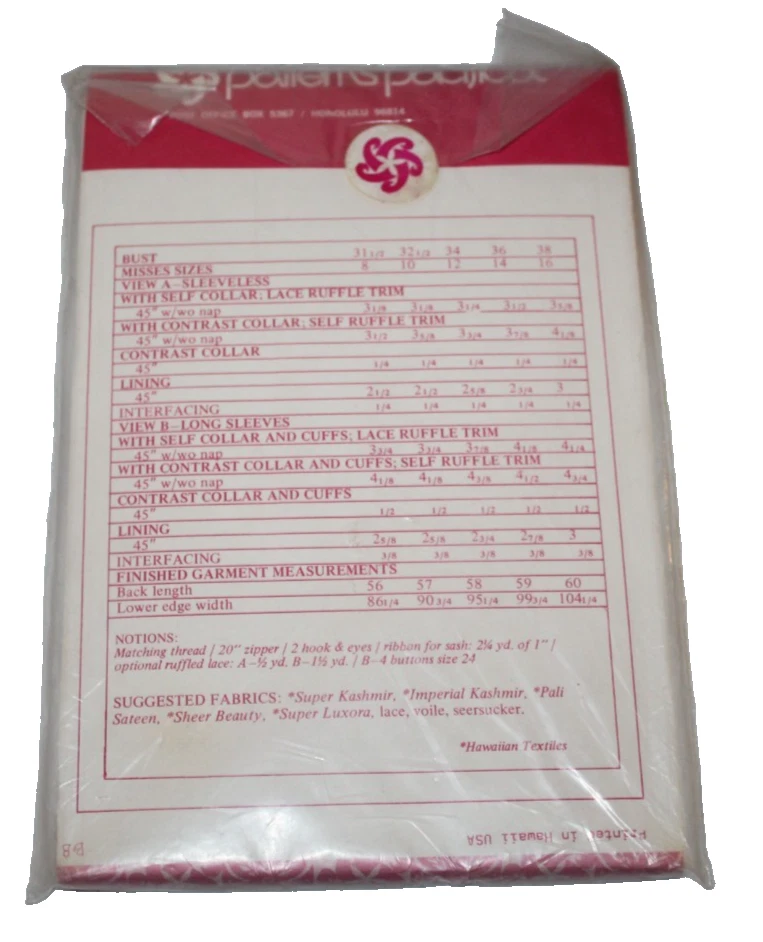 patterns pacifica
POST OFFICE BOX 5367 / HONOLULU 96814
BUST 31 1/2 32 1/2 34 36 38
MISSES SIZES 8 10 12 14 16
VIEW A—SLEEVELESS
WITH SELF COLLAR; LACE RUFFLE TRIM
45" w/wo nap 3 1/8 3 1/8 3 1/4 3 1/2 3 5/8
WITH CONTRAST COLLAR; SELF RUFFLE TRIM
45" w/wo nap 3 1/2 3 5/8 3 3/4 3 7/8 4 1/8
CONTRAST COLLAR
45" 1/4 1/4 1/4 1/4 1/4
LINING
45" 2 1/2 2 1/2 2 5/8 2 3/4 3
INTERFACING 1/4 1/4 1/4 1/4 1/4
VIEW B—LONG SLEEVES
WITH SELF COLLAR AND CUFFS; LACE RUFFLE TRIM
45" w/wo nap 3 3/4 3 3/4 3 7/8 4 1/8 4 1/4
WITH CONTRAST COLLAR AND CUFFS; SELF RUFFLE TRIM
45" w/wo nap 4 1/8 4 1/8 4 3/8 4 1/2 4 3/4
CONTRAST COLLAR AND CUFFS
45" 1/2 1/2 1/2 1/2 1/2
LINING
45" 2 5/8 2 5/8 2 3/4 2 7/8 3
INTERFACING 3/8 3/8 3/8 3/8 3/8
FINISHED GARMENT MEASUREMENTS
Back length 56 57 58 59 60
Lower edge width 86 1/4 90 3/4 95 1/4 99 3/4 104 1/4
NOTIONS:
Matching thread / 20" zipper / 2 hook & eyes / ribbon for sash: 2¼ yd. of 1" /
optional ruffled lace: A—½ yd. B—1½ yd. / B—4 buttons size 24
SUGGESTED FABRICS: *Super Kashmir, *Imperial Kashmir, *Pali
Sateen, *Sheer Beauty, *Super Luxora, lace, voile, seersucker.
*Hawaiian Textiles
Printed in Hawaii USA